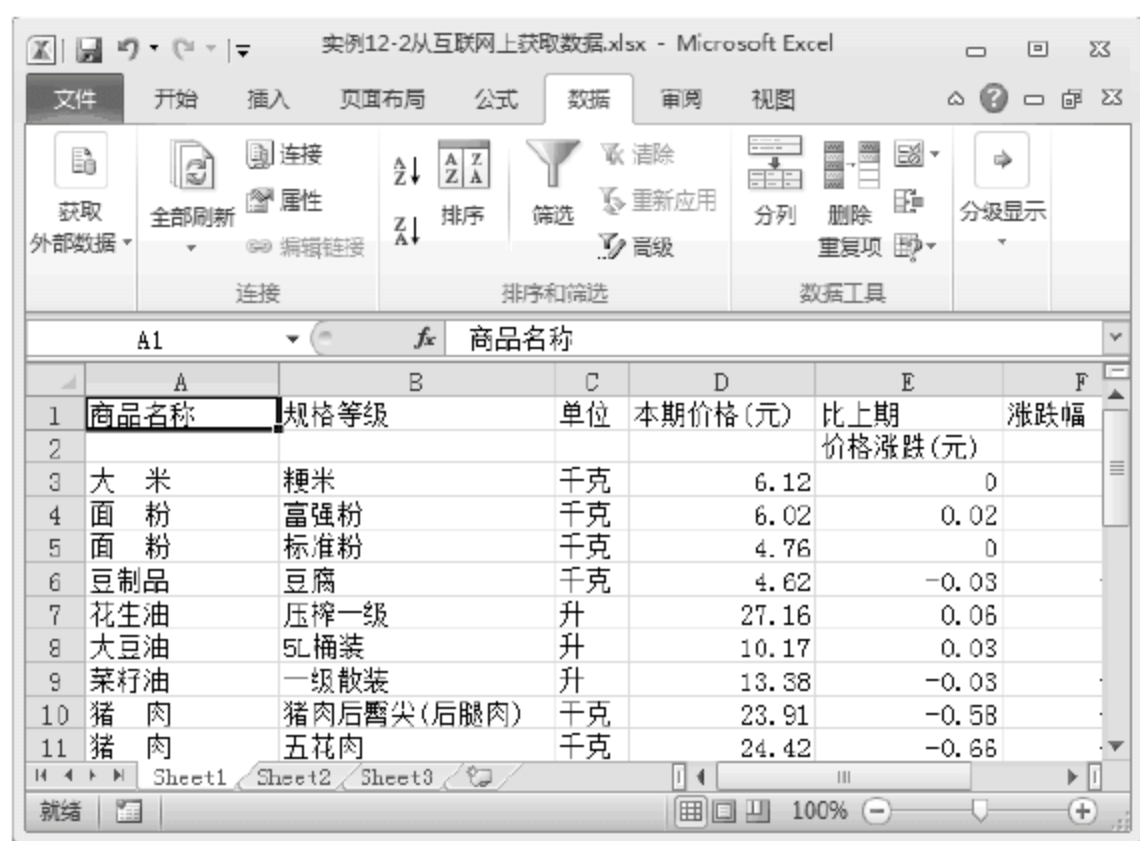 实例12-2从互联网上获取数据.xlsx - Microsoft Excel
文件 开始 插入 页面布局 公式 数据 审阅 视图
获取外部数据
全部刷新
连接
属性
编辑链接
连接
排序
筛选
清除
重新应用
高级
排序和筛选
分列
删除重复项
数据工具
分级显示
A1 fx 商品名称
A B C D E F
1 商品名称 规格等级 单位 本期价格(元) 比上期 涨跌幅
2 价格涨跌(元)
3 大 米 粳米 千克 6.12 0
4 面 粉 富强粉 千克 6.02 0.02
5 面 粉 标准粉 千克 4.76 0
6 豆制品 豆腐 千克 4.62 -0.03
7 花生油 压榨一级 升 27.16 0.06
8 大豆油 5L桶装 升 10.17 0.03
9 菜籽油 一级散装 升 13.38 -0.03
10 猪 肉 猪肉后臀尖(后腿肉) 千克 23.91 -0.58
11 猪 肉 五花肉 千克 24.42 -0.66
Sheet1 Sheet2 Sheet3
就绪 100%